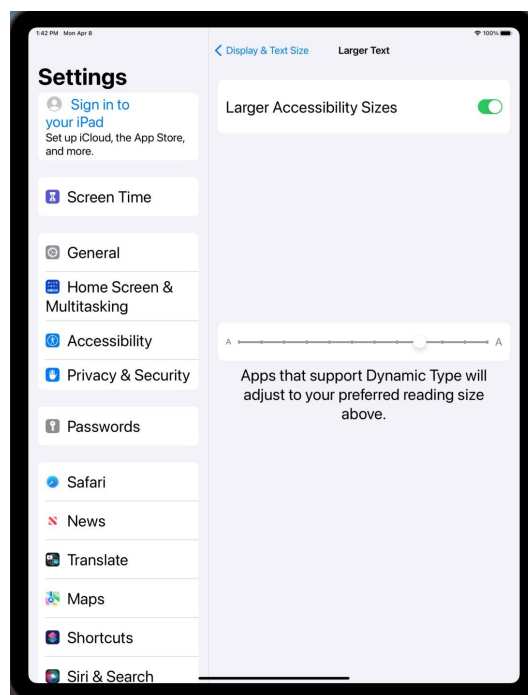 1:42 PM Mon Apr 8
100%
Settings
Sign in to
your iPad
Set up iCloud, the App Store,
and more.
Screen Time
General
Home Screen &
Multitasking
Accessibility
Privacy & Security
Passwords
Safari
News
Translate
Maps
Shortcuts
Siri & Search
Display & Text Size
Larger Text
Larger Accessibility Sizes
A
A
Apps that support Dynamic Type will
adjust to your preferred reading size
above.